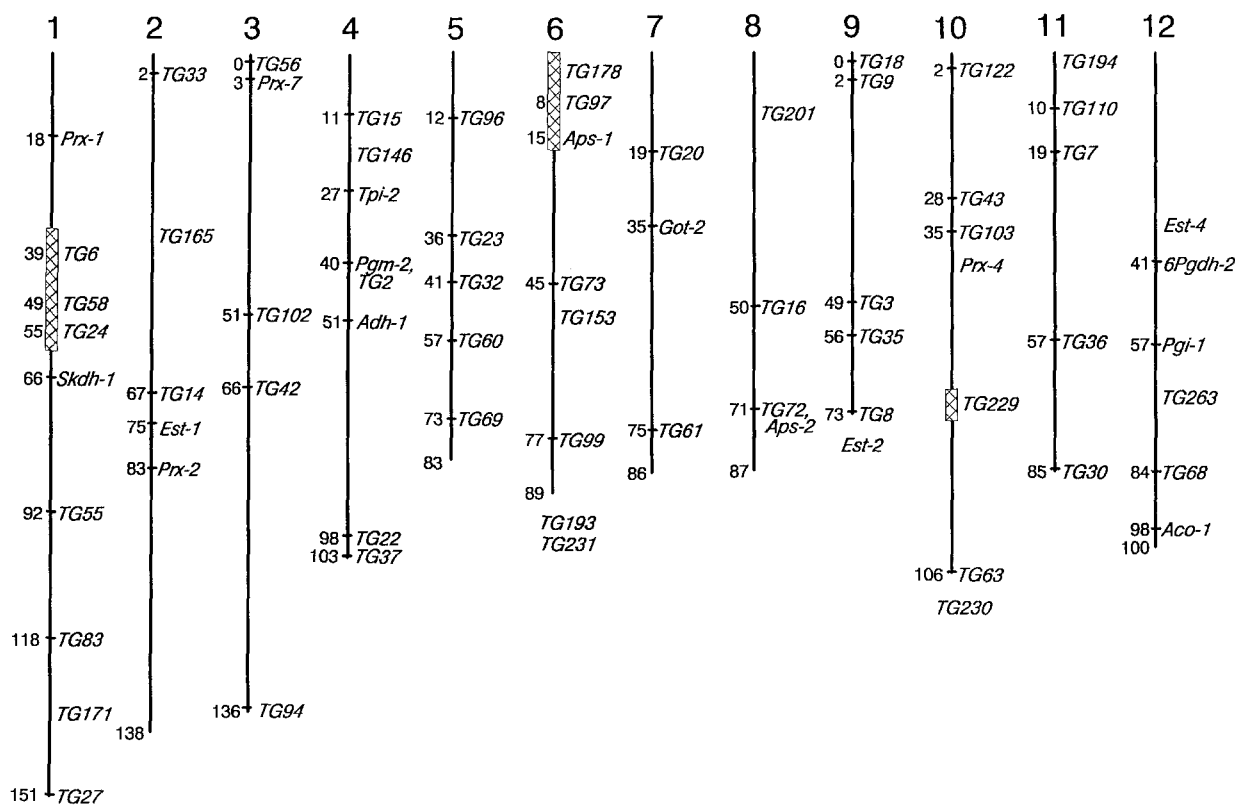 1 2 3 4 5 6 7 8 9 10 11 12
18 Prx-1
39 TG6
49 TG58
55 TG24
66 Skdh-1
92 TG55
118 TG83
TG171
151 TG27
2 TG33
TG165
67 TG14
75 Est-1
83 Prx-2
138
0 TG56
3 Prx-7
51 TG102
66 TG42
136 TG94
11 TG15
TG146
27 Tpi-2
40 Pgm-2,
TG2
51 Adh-1
98 TG22
103 TG37
12 TG96
36 TG23
41 TG32
57 TG60
73 TG69
83
TG178
8 TG97
15 Aps-1
45 TG73
TG153
77 TG99
89
TG193
TG231
19 TG20
35 Got-2
75 TG61
86
TG201
50 TG16
71 TG72,
Aps-2
87
0 TG18
2 TG9
49 TG3
56 TG35
73 TG8
Est-2
2 TG122
28 TG43
35 TG103
Prx-4
TG229
106 TG63
TG230
TG194
10 TG110
19 TG7
57 TG36
85 TG30
Est-4
41 6Pgdh-2
57 Pgi-1
TG263
84 TG68
98 Aco-1
100